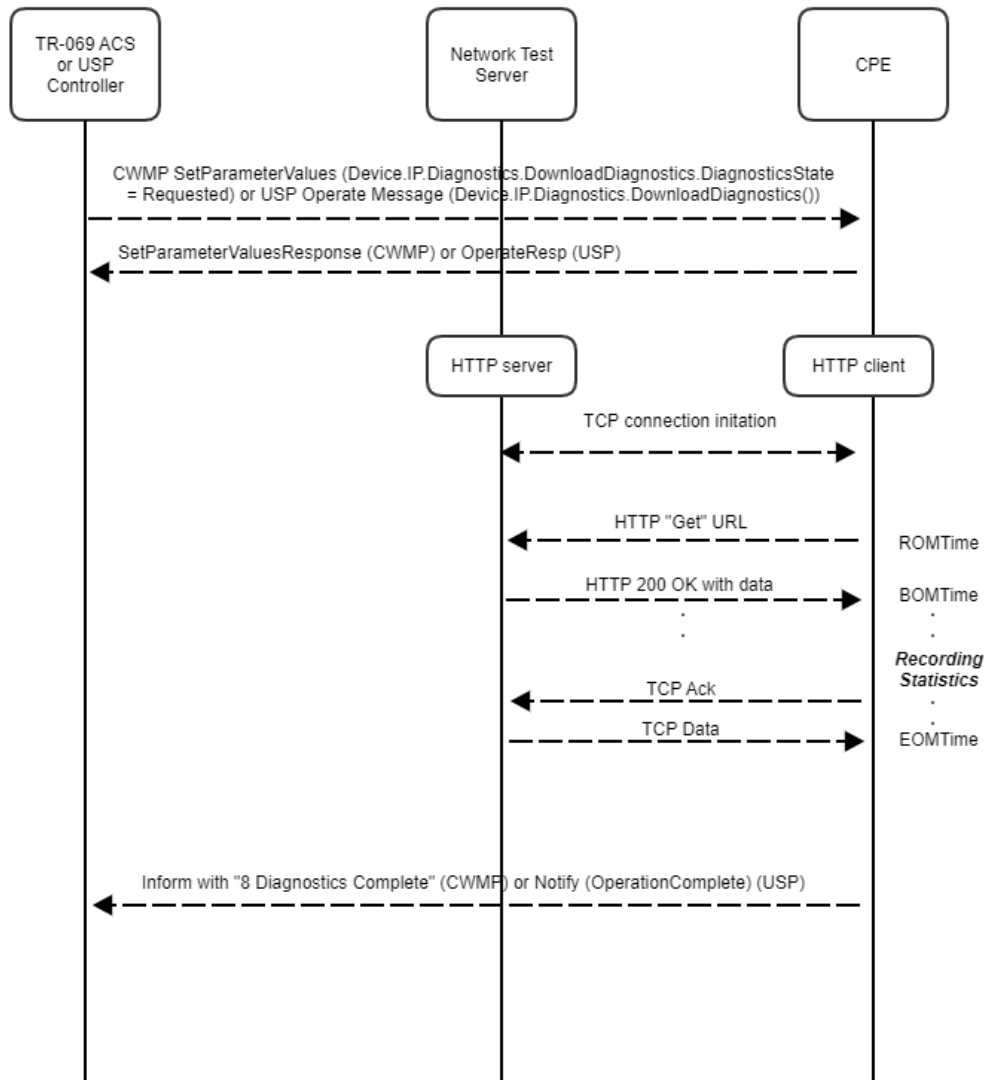 TR-069 ACS
or USP
Controller
Network Test
Server
CPE
CWMP SetParameterValues (Device.IP.Diagnostics.DownloadDiagnostics.DiagnosticsState
= Requested) or USP Operate Message (Device.IP.Diagnostics.DownloadDiagnostics())
SetParameterValuesResponse (CWMP) or OperateResp (USP)
HTTP server
HTTP client
TCP connection initation
HTTP "Get" URL
ROMTime
HTTP 200 OK with data
BOMTime
Recording
Statistics
TCP Ack
TCP Data
EOMTime
Inform with "8 Diagnostics Complete" (CWMP) or Notify (OperationComplete) (USP)